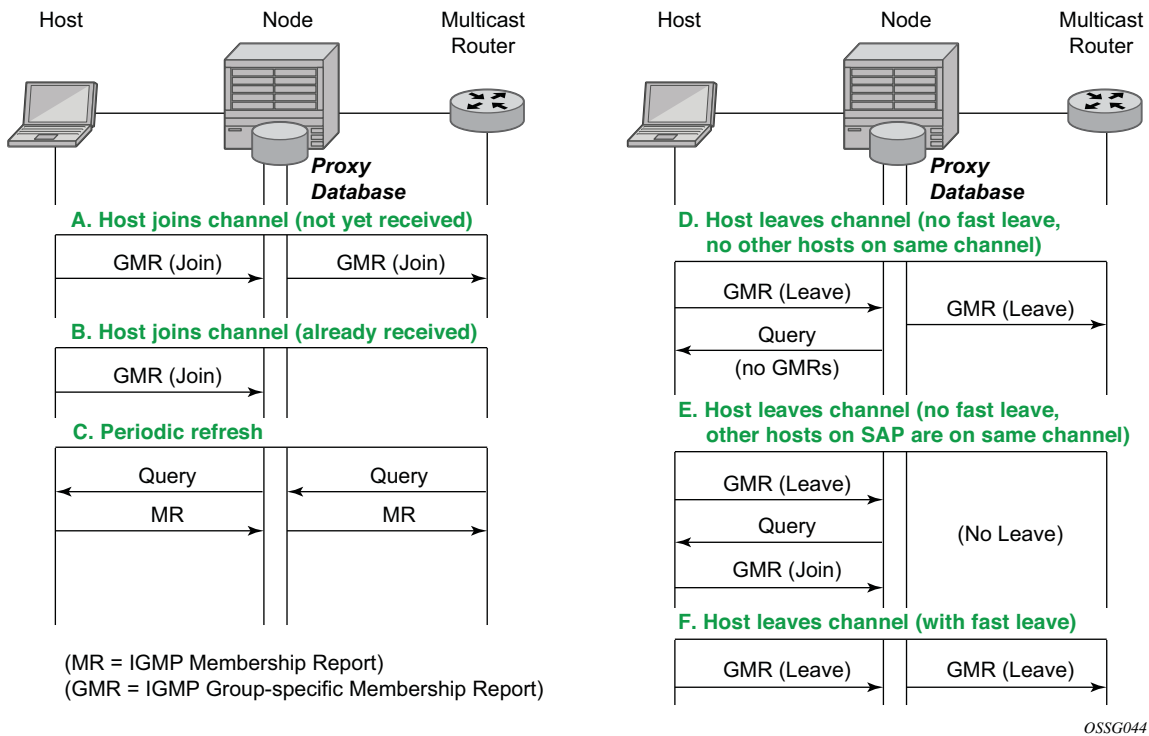 Host
Node
Multicast
Router
Proxy
Database
A. Host joins channel (not yet received)
GMR (Join)
GMR (Join)
B. Host joins channel (already received)
GMR (Join)
C. Periodic refresh
Query
Query
MR
MR
(MR = IGMP Membership Report)
(GMR = IGMP Group-specific Membership Report)
Host
Node
Multicast
Router
Proxy
Database
D. Host leaves channel (no fast leave,
no other hosts on same channel)
GMR (Leave)
GMR (Leave)
Query
(no GMRs)
E. Host leaves channel (no fast leave,
other hosts on SAP are on same channel)
GMR (Leave)
Query
(No Leave)
GMR (Join)
F. Host leaves channel (with fast leave)
GMR (Leave)
GMR (Leave)
OSSG044